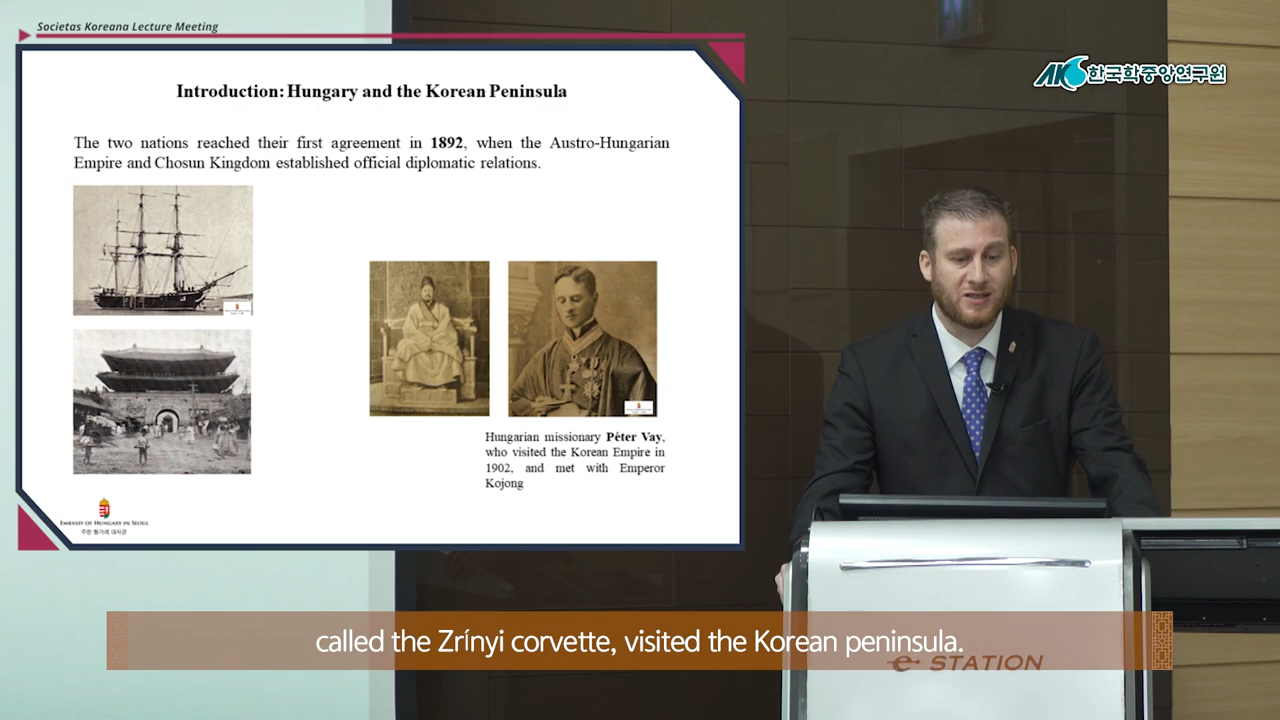 Societas Koreana Lecture Meeting
AKS 한국학중앙연구원
Introduction: Hungary and the Korean Peninsula
The two nations reached their first agreement in 1892, when the Austro-Hungarian
Empire and Chosun Kingdom established official diplomatic relations.
Hungarian missionary Péter Vay,
who visited the Korean Empire in
1902, and met with Emperor
Kojong
EMBASSY OF HUNGARY IN SEOUL
주한 헝가리 대사관
called the Zrínyi corvette, visited the Korean peninsula.
e-STATION